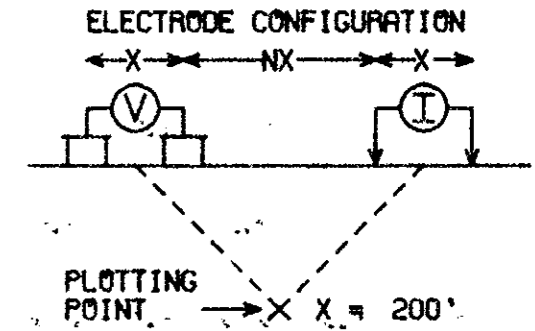 ELECTRODE CONFIGURATION
X NX X
V I
PLOTTING
POINT X X = 200'